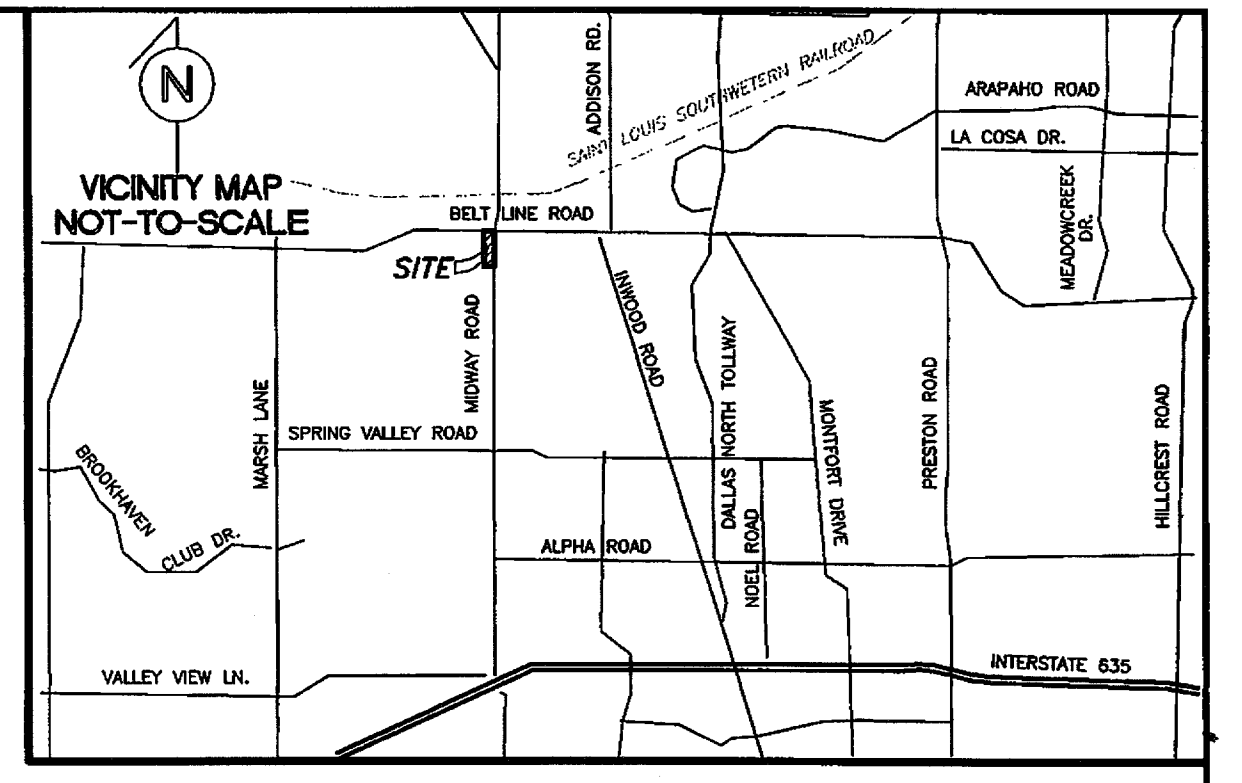 N
VICINITY MAP
NOT-TO-SCALE
ADDISON RD.
SAINT LOUIS SOUTHWETERN RAILROAD
ARAPAHO ROAD
LA COSA DR.
MEADOWCREEK
DR.
BELT LINE ROAD
SITE
MIDWAY ROAD
INWOOD ROAD
DALLAS NORTH TOLLWAY
MONTFORT DRIVE
PRESTON ROAD
HILLCREST ROAD
MARSH LANE
SPRING VALLEY ROAD
BROOKHAVEN
CLUB DR.
ALPHA ROAD
NOEL ROAD
VALLEY VIEW LN.
INTERSTATE 635